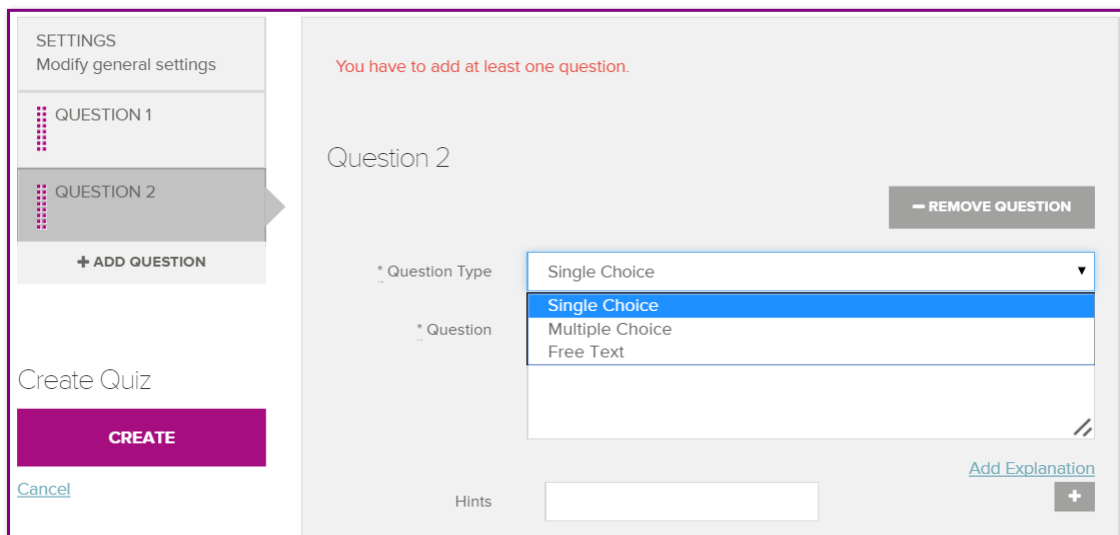 SETTINGS
Modify general settings
QUESTION 1
QUESTION 2
+ ADD QUESTION
Create Quiz
CREATE
Cancel
You have to add at least one question.
Question 2
− REMOVE QUESTION
* Question Type
Single Choice
Single Choice
* Question
Multiple Choice
Free Text
Add Explanation
Hints
+